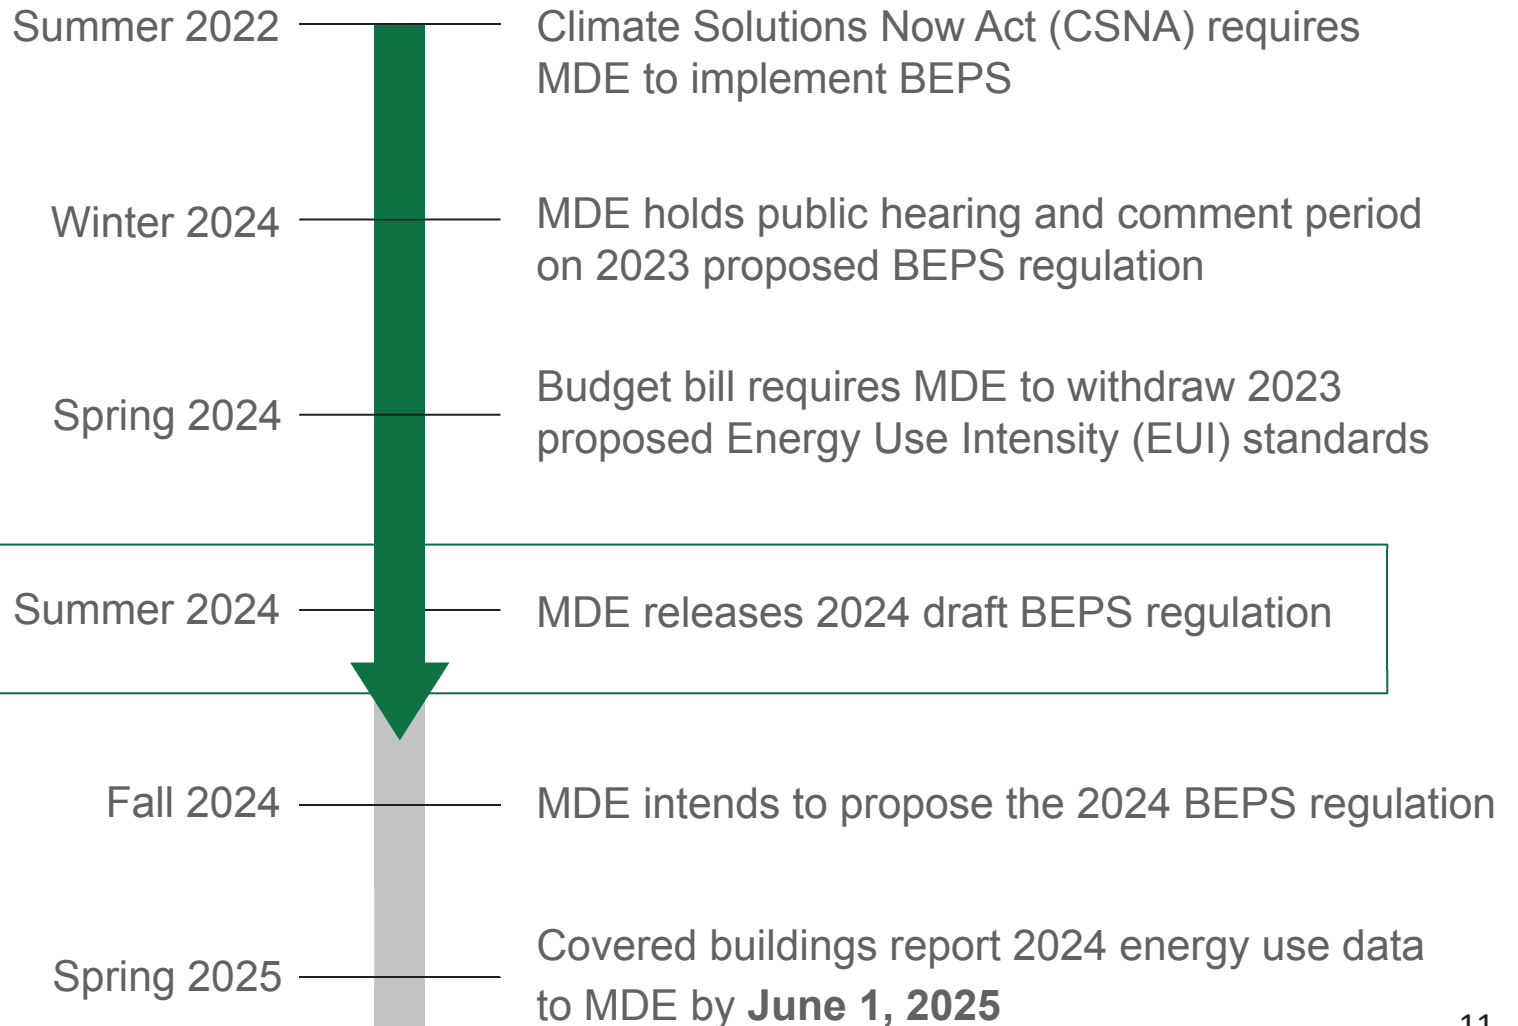 Summer 2022
Climate Solutions Now Act (CSNA) requires
MDE to implement BEPS
Winter 2024
MDE holds public hearing and comment period
on 2023 proposed BEPS regulation
Spring 2024
Budget bill requires MDE to withdraw 2023
proposed Energy Use Intensity (EUI) standards
Summer 2024
MDE releases 2024 draft BEPS regulation
Fall 2024
MDE intends to propose the 2024 BEPS regulation
Spring 2025
Covered buildings report 2024 energy use data
to MDE by June 1, 2025
11